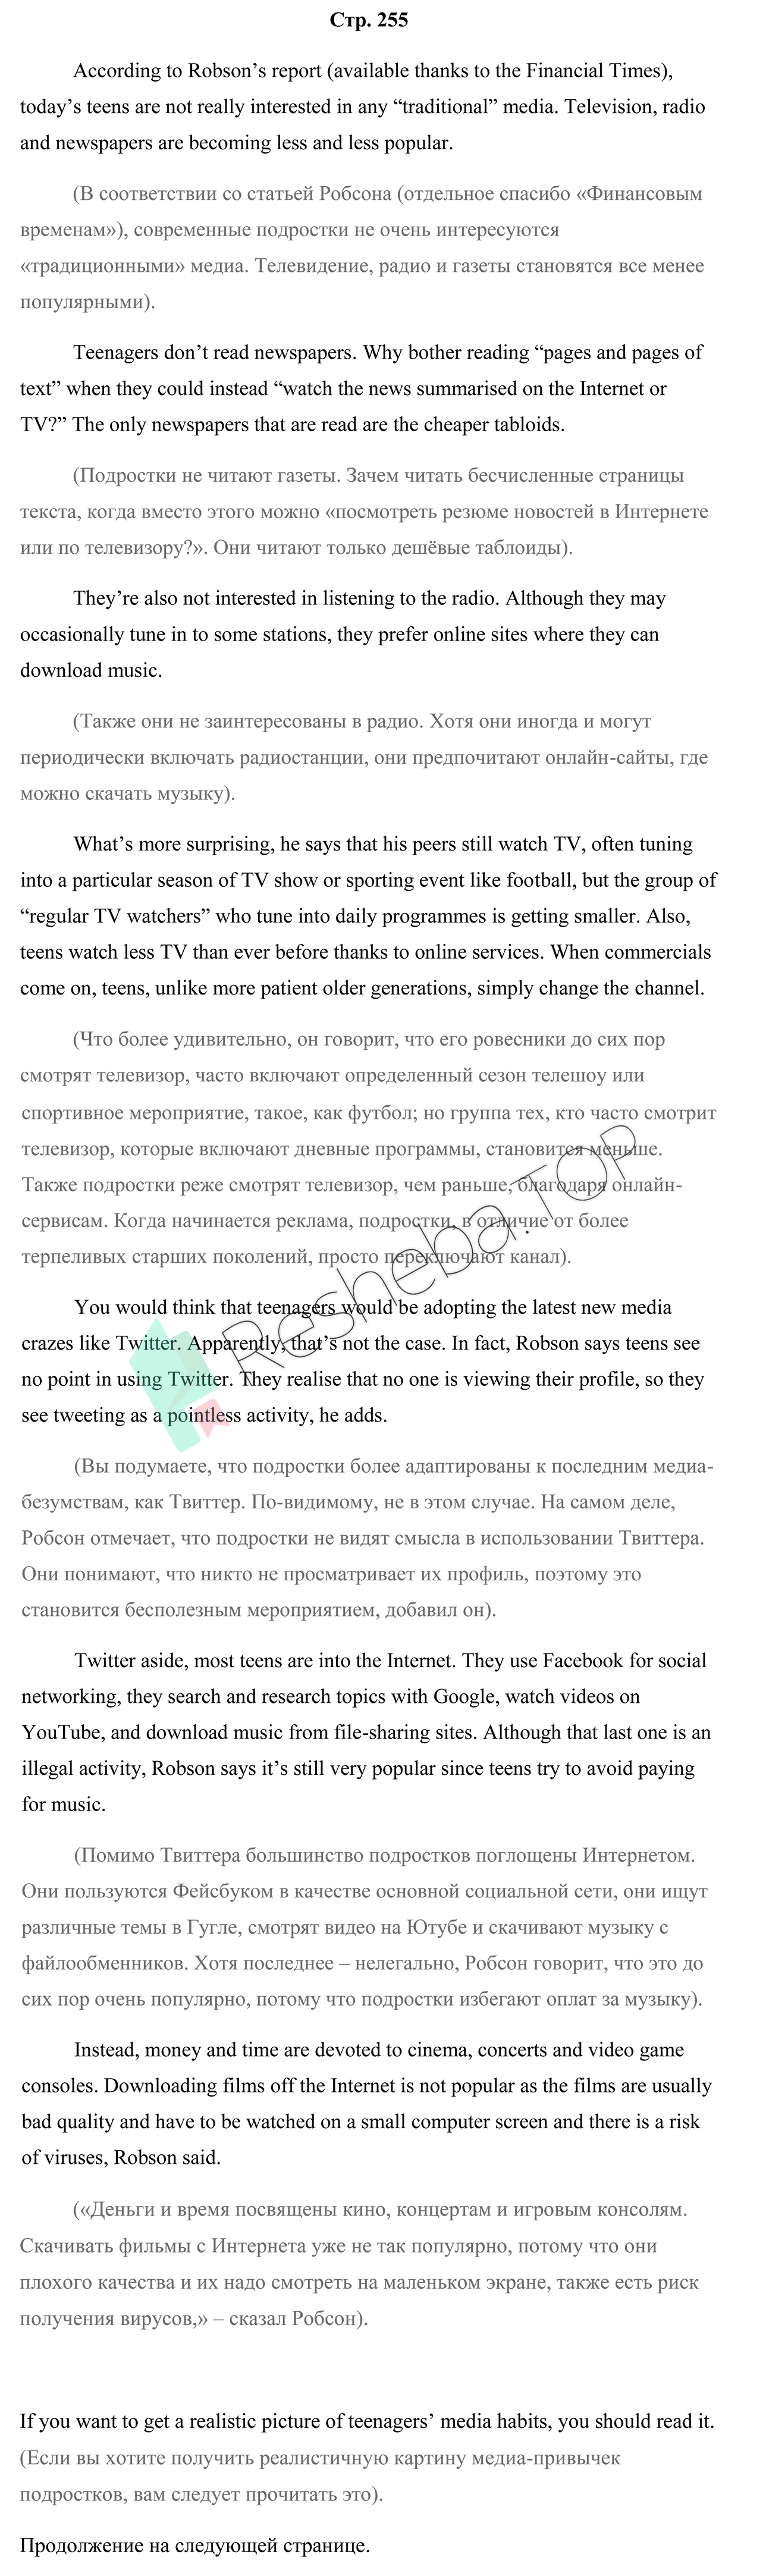 Стр. 255
According to Robson’s report (available thanks to the Financial Times),
today’s teens are not really interested in any “traditional” media. Television, radio
and newspapers are becoming less and less popular.
(В соответствии со статьей Робсона (отдельное спасибо «Финансовым
временам»), современные подростки не очень интересуются
«традиционными» медиа. Телевидение, радио и газеты становятся все менее
популярными).
Teenagers don’t read newspapers. Why bother reading “pages and pages of
text” when they could instead “watch the news summarised on the Internet or
TV?” The only newspapers that are read are the cheaper tabloids.
(Подростки не читают газеты. Зачем читать бесчисленные страницы
текста, когда вместо этого можно «посмотреть резюме новостей в Интернете
или по телевизору?». Они читают только дешёвые таблоиды).
They’re also not interested in listening to the radio. Although they may
occasionally tune in to some stations, they prefer online sites where they can
download music.
(Также они не заинтересованы в радио. Хотя они иногда и могут
периодически включать радиостанции, они предпочитают онлайн-сайты, где
можно скачать музыку).
What’s more surprising, he says that his peers still watch TV, often tuning
into a particular season of TV show or sporting event like football, but the group of
“regular TV watchers” who tune into daily programmes is getting smaller. Also,
teens watch less TV than ever before thanks to online services. When commercials
come on, teens, unlike more patient older generations, simply change the channel.
(Что более удивительно, он говорит, что его ровесники до сих пор
смотрят телевизор, часто включают определенный сезон телешоу или
спортивное мероприятие, такое, как футбол; но группа тех, кто часто смотрит
телевизор, которые включают дневные программы, становится меньше.
Также подростки реже смотрят телевизор, чем раньше, благодаря онлайн-
сервисам. Когда начинается реклама, подростки, в отличие от более
терпеливых старших поколений, просто переключают канал).
Resheba.TOP
You would think that teenagers would be adopting the latest new media
crazes like Twitter. Apparently, that’s not the case. In fact, Robson says teens see
no point in using Twitter. They realise that no one is viewing their profile, so they
see tweeting as a pointless activity, he adds.
(Вы подумаете, что подростки более адаптированы к последним медиа-
безумствам, как Твиттер. По-видимому, не в этом случае. На самом деле,
Робсон отмечает, что подростки не видят смысла в использовании Твиттера.
Они понимают, что никто не просматривает их профиль, поэтому это
становится бесполезным мероприятием, добавил он).
Twitter aside, most teens are into the Internet. They use Facebook for social
networking, they search and research topics with Google, watch videos on
YouTube, and download music from file-sharing sites. Although that last one is an
illegal activity, Robson says it’s still very popular since teens try to avoid paying
for music.
(Помимо Твиттера большинство подростков поглощены Интернетом.
Они пользуются Фейсбуком в качестве основной социальной сети, они ищут
различные темы в Гугле, смотрят видео на Ютубе и скачивают музыку с
файлообменников. Хотя последнее – нелегально, Робсон говорит, что это до
сих пор очень популярно, потому что подростки избегают оплат за музыку).
Instead, money and time are devoted to cinema, concerts and video game
consoles. Downloading films off the Internet is not popular as the films are usually
bad quality and have to be watched on a small computer screen and there is a risk
of viruses, Robson said.
(«Деньги и время посвящены кино, концертам и игровым консолям.
Скачивать фильмы с Интернета уже не так популярно, потому что они
плохого качества и их надо смотреть на маленьком экране, также есть риск
получения вирусов,» – сказал Робсон).
If you want to get a realistic picture of teenagers’ media habits, you should read it.
(Если вы хотите получить реалистичную картину медиа-привычек
подростков, вам следует прочитать это).
Продолжение на следующей странице.